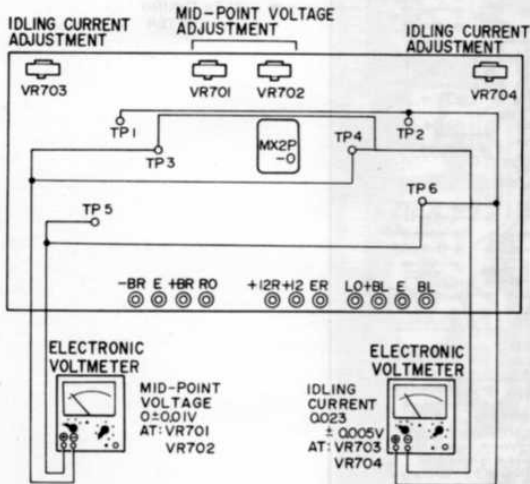 IDLING CURRENT
ADJUSTMENT
MID-POINT VOLTAGE
ADJUSTMENT
IDLING CURRENT
ADJUSTMENT
VR703
VR701
VR702
VR704
TP1
TP2
TP3
MX2P
-0
TP4
TP5
TP6
-BR E +BR RO
+12R+12 ER
LO+BL E BL
ELECTRONIC
VOLTMETER
MID-POINT
VOLTAGE
0±0.01V
AT: VR701
VR702
ELECTRONIC
VOLTMETER
IDLING
CURRENT
0.023
± 0.005V
AT: VR703
VR704